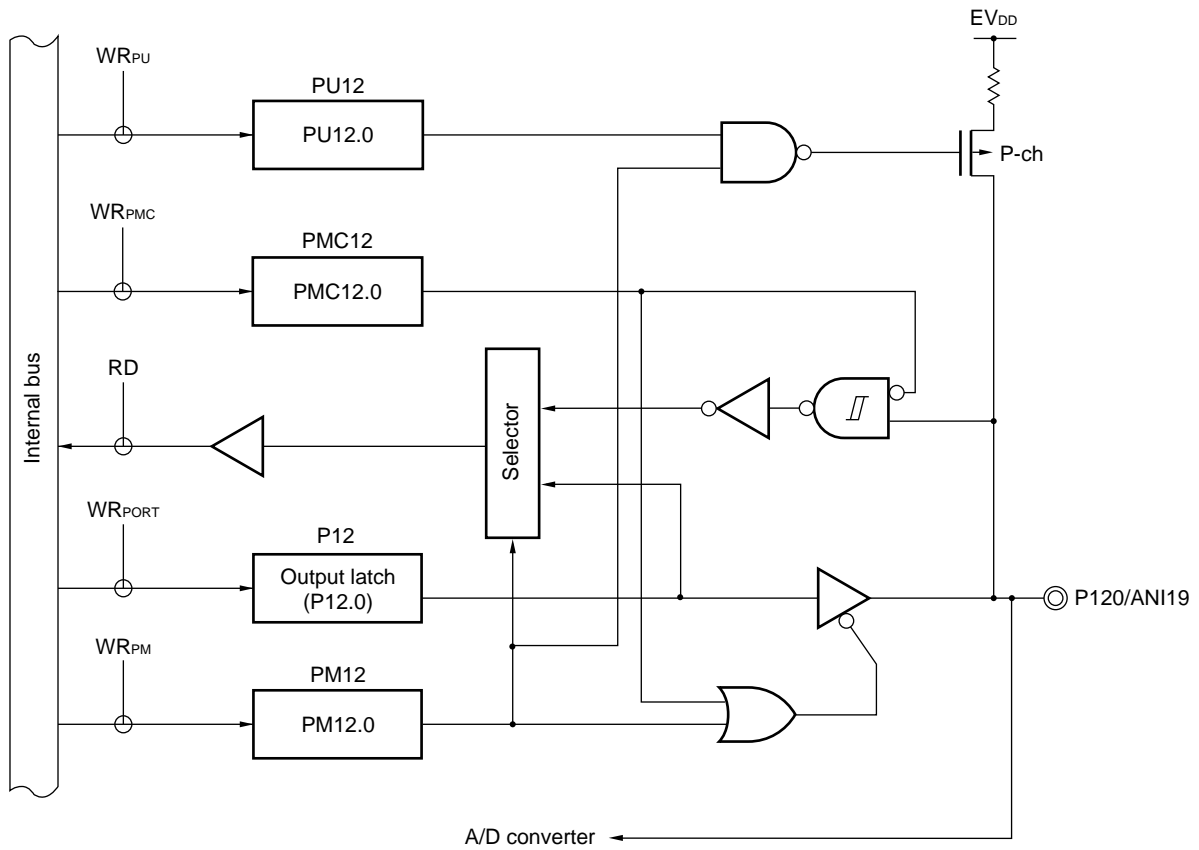 EVDD
WRPU
PU12
PU12.0
P-ch
WRPMC
PMC12
PMC12.0
Internal bus
RD
Selector
WRPORT
P12
Output latch
(P12.0)
P120/ANI19
WRPM
PM12
PM12.0
A/D converter